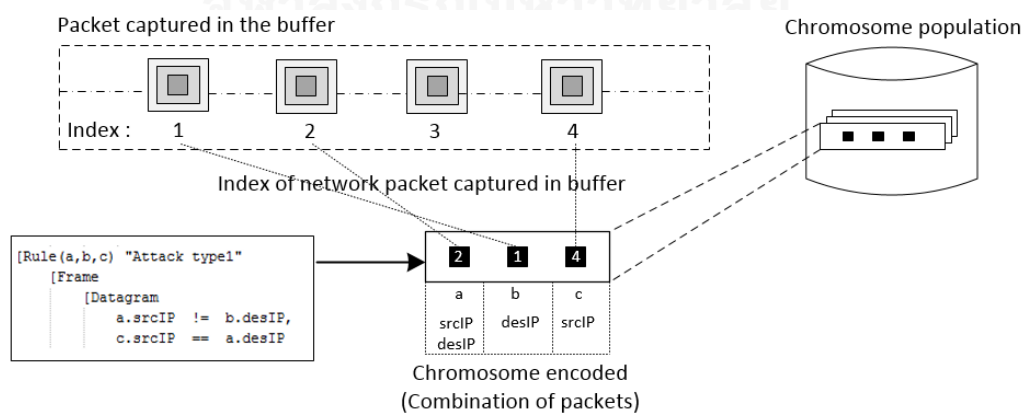 Packet captured in the buffer
Chromosome population
Index : 1 2 3 4
Index of network packet captured in buffer
[Rule(a,b,c) "Attack type1"
[Frame
[Datagram
a.srcIP != b.desIP,
c.srcIP == a.desIP
2 1 4
a b c
srcIP desIP srcIP
desIP
Chromosome encoded
(Combination of packets)